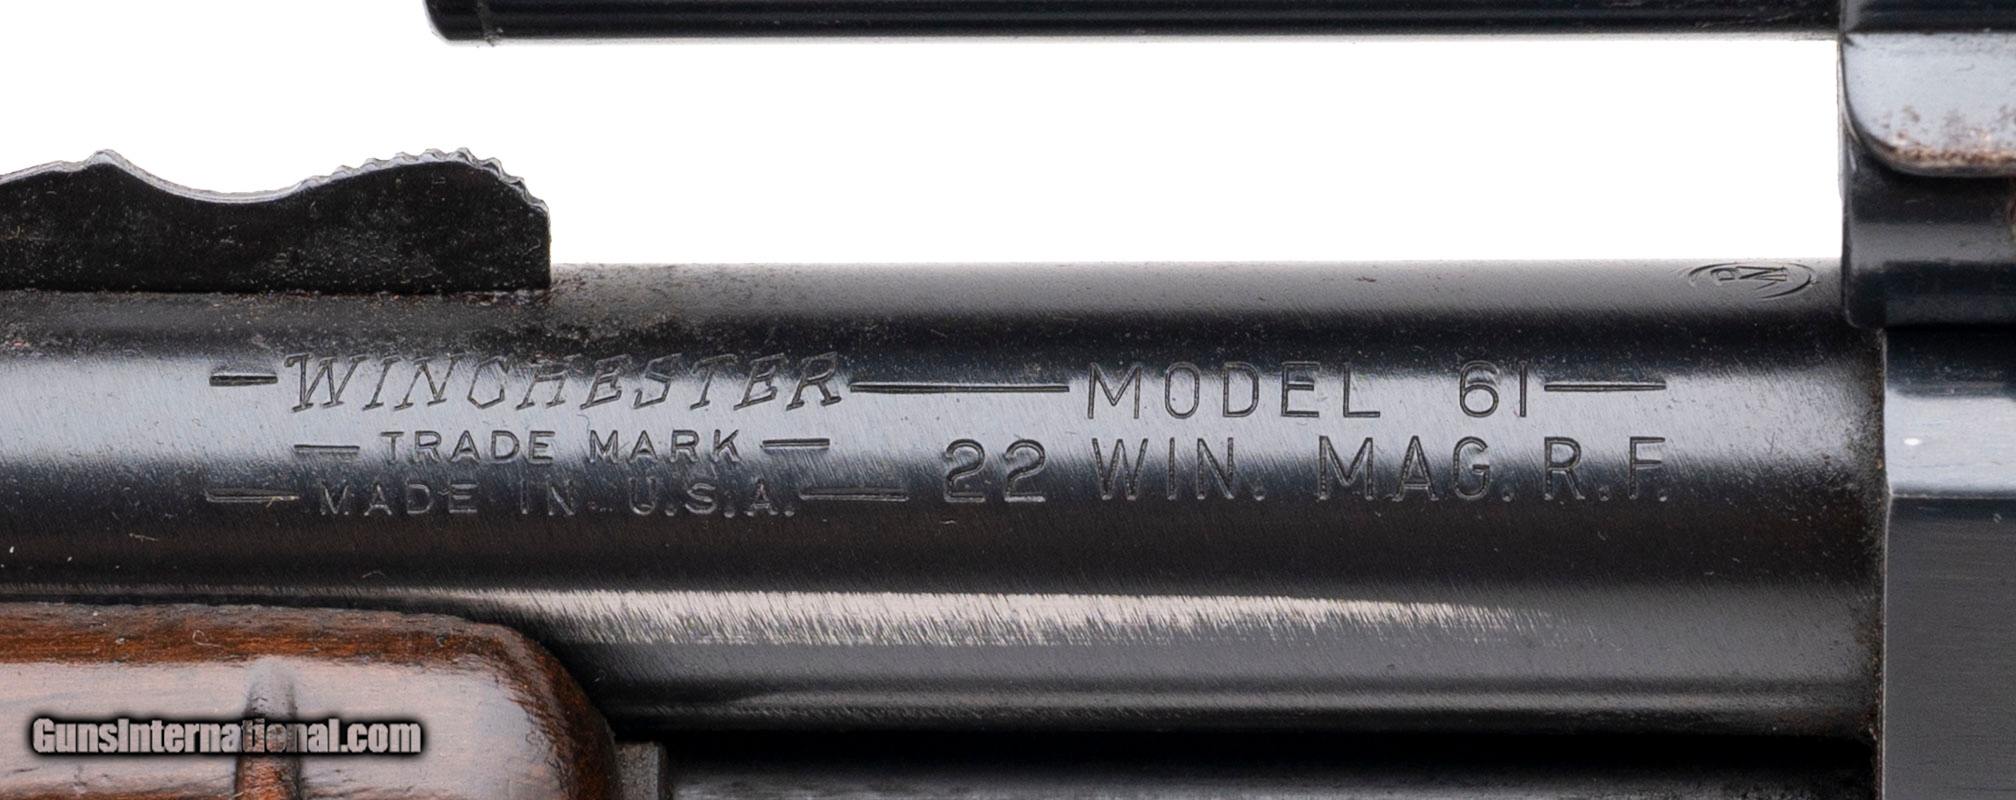 —WINCHESTER——MODEL 61—
—TRADE MARK— 22 WIN. MAG. R.F.
—MADE IN U.S.A.—
GunsInternational.com